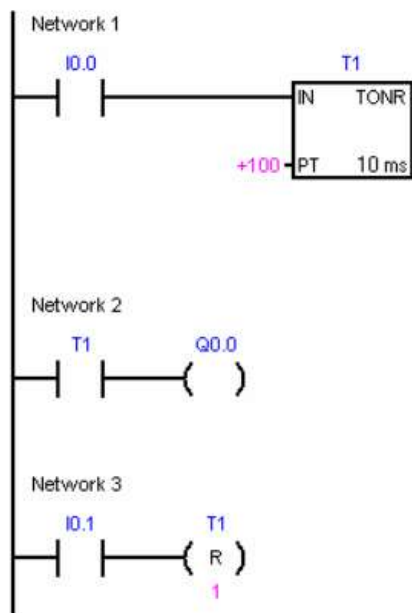 Network 1
I0.0
T1
IN TONR
+100 PT 10 ms
Network 2
T1 Q0.0
Network 3
I0.1 T1
R
1